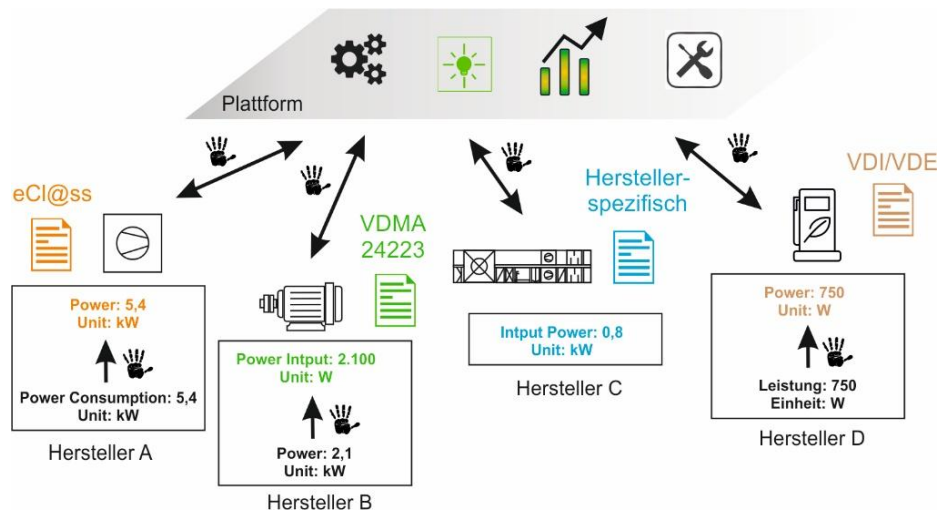 Plattform
eCl@ss
Power: 5,4
Unit: kW
Power Consumption: 5,4
Unit: kW
Hersteller A
VDMA
24223
Power Intput: 2.100
Unit: W
Power: 2,1
Unit: kW
Hersteller B
Hersteller-
spezifisch
Intput Power: 0,8
Unit: kW
Hersteller C
VDI/VDE
Power: 750
Unit: W
Leistung: 750
Einheit: W
Hersteller D